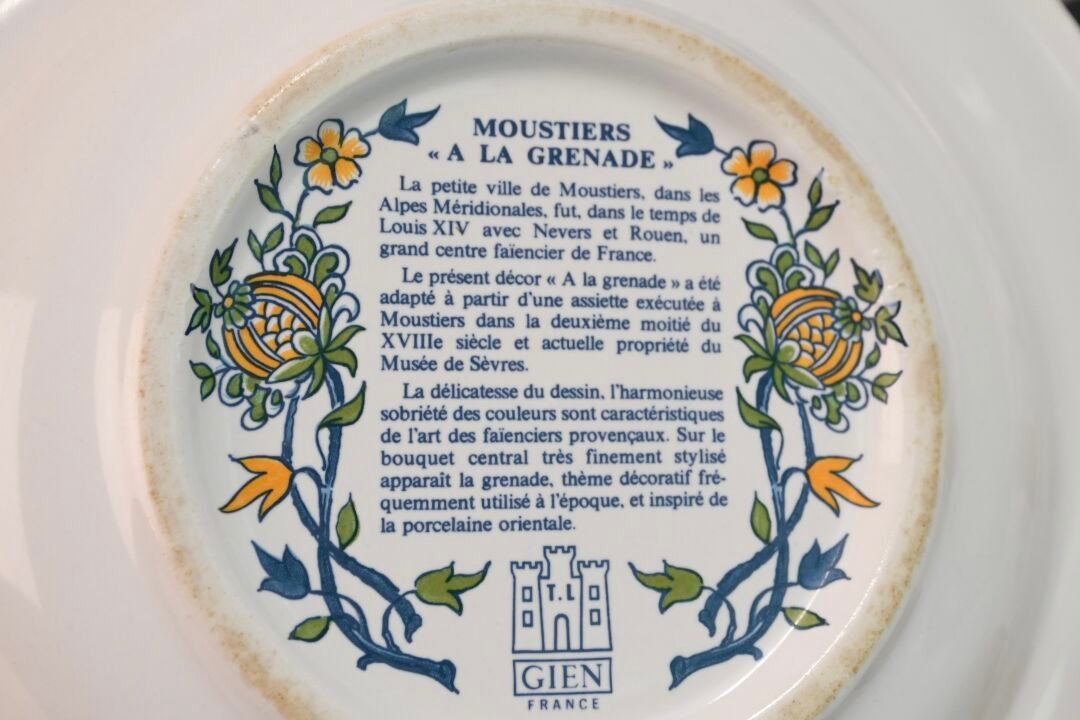 MOUSTIERS
« A LA GRENADE »
La petite ville de Moustiers, dans les
Alpes Méridionales, fut, dans le temps de
Louis XIV avec Nevers et Rouen, un
grand centre faïencier de France.
Le présent décor « A la grenade » a été
adapté à partir d'une assiette exécutée à
Moustiers dans la deuxième moitié du
XVIIIe siècle et actuelle propriété du
Musée de Sèvres.
La délicatesse du dessin, l'harmonieuse
sobriété des couleurs sont caractéristiques
de l'art des faïenciers provençaux. Sur le
bouquet central très finement stylisé
apparaît la grenade, thème décoratif fré-
quemment utilisé à l'époque, et inspiré de
la porcelaine orientale.
T.L
GIEN
FRANCE